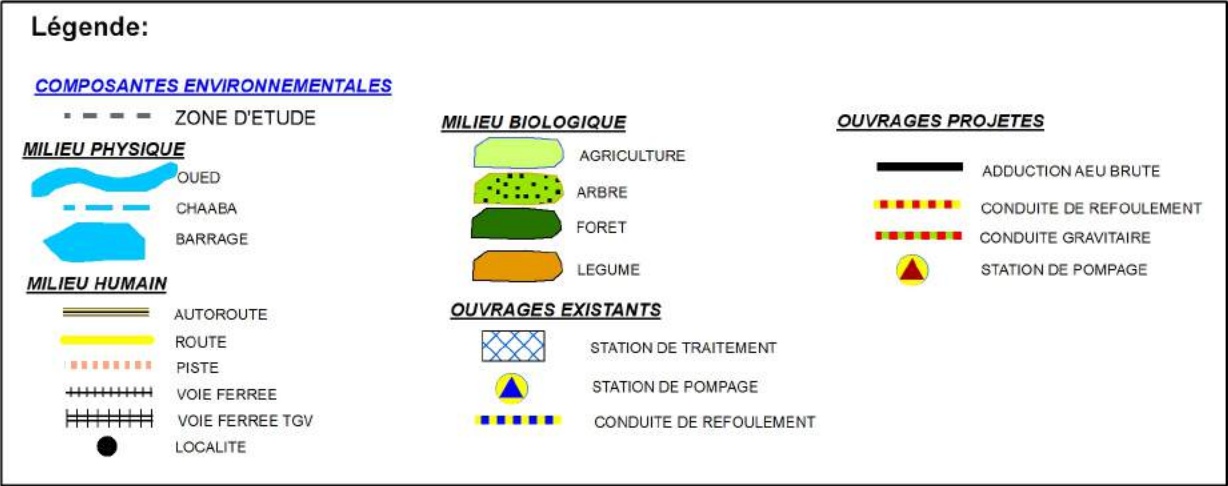 Légende:
COMPOSANTES ENVIRONNEMENTALES
ZONE D'ETUDE
MILIEU PHYSIQUE
OUED
CHAABA
BARRAGE
MILIEU HUMAIN
AUTOROUTE
ROUTE
PISTE
VOIE FERREE
VOIE FERREE TGV
LOCALITE
MILIEU BIOLOGIQUE
AGRICULTURE
ARBRE
FORET
LEGUME
OUVRAGES EXISTANTS
STATION DE TRAITEMENT
STATION DE POMPAGE
CONDUITE DE REFOULEMENT
OUVRAGES PROJETES
ADDUCTION AEU BRUTE
CONDUITE DE REFOULEMENT
CONDUITE GRAVITAIRE
STATION DE POMPAGE